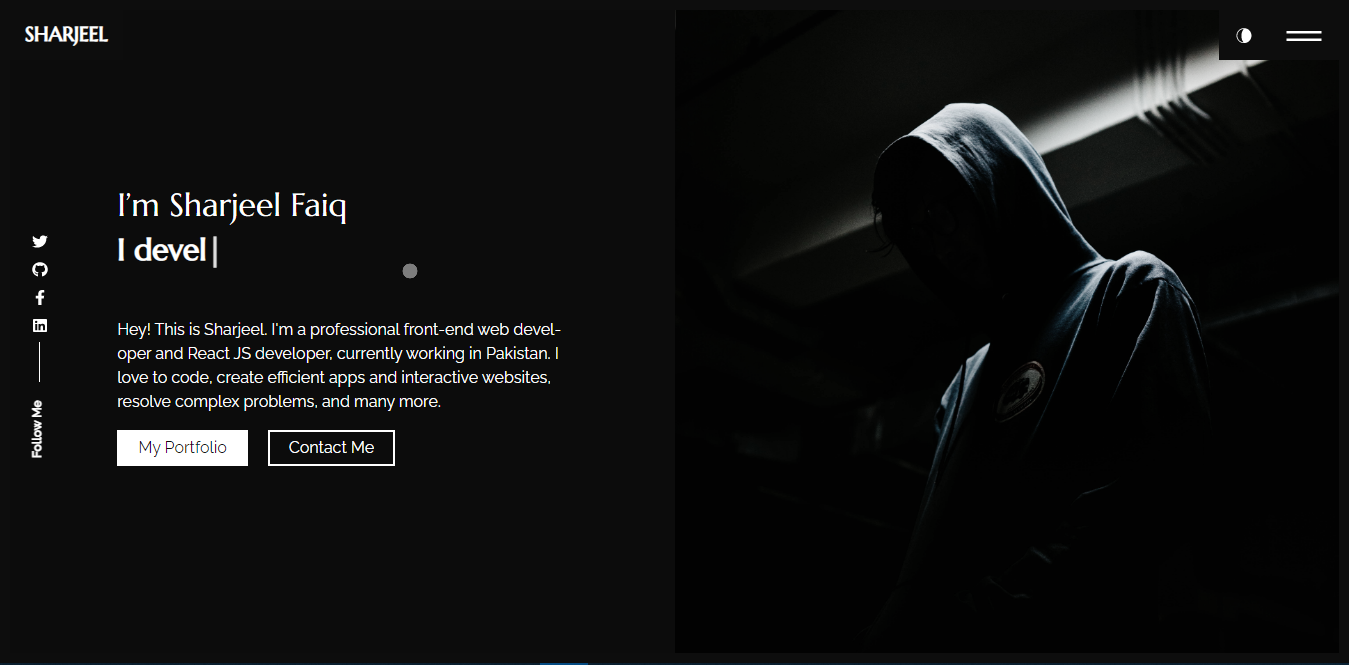 SHARJEEL
I’m Sharjeel Faiq
I devel
Hey! This is Sharjeel. I'm a professional front-end web devel-
oper and React JS developer, currently working in Pakistan. I
love to code, create efficient apps and interactive websites,
resolve complex problems, and many more.
My Portfolio
Contact Me
Follow Me